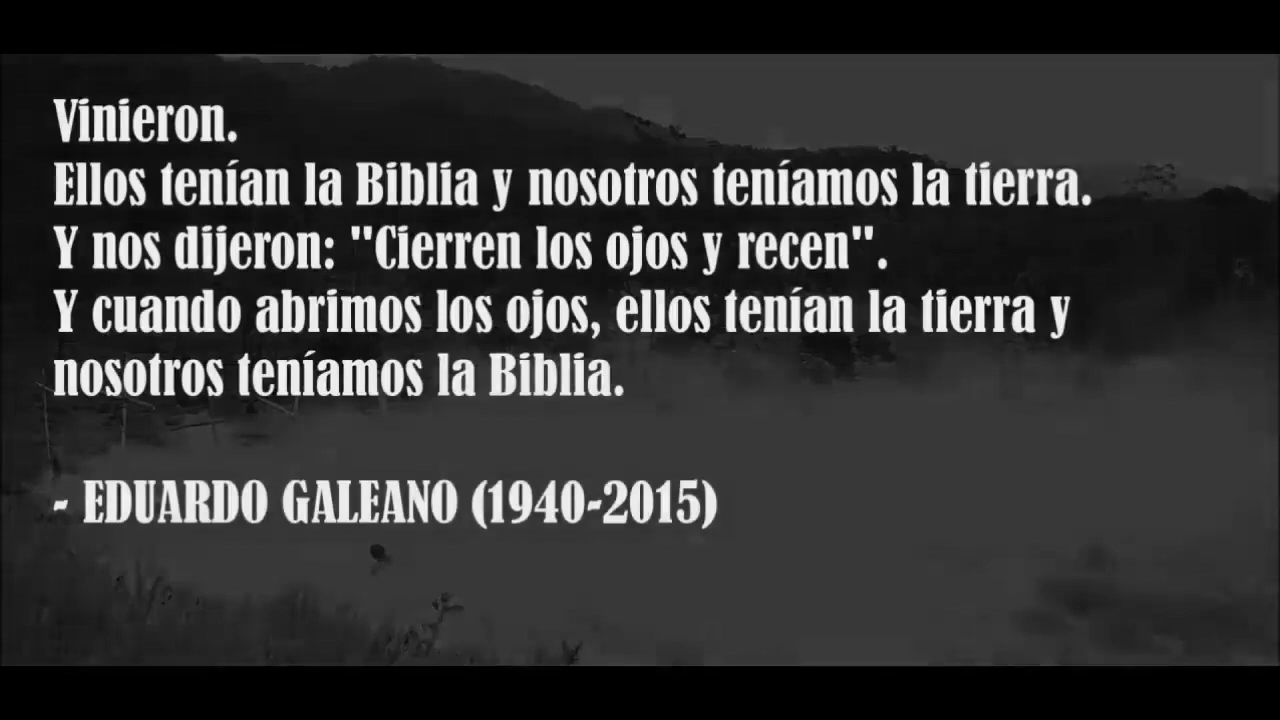 Vinieron.
Ellos tenían la Biblia y nosotros teníamos la tierra.
Y nos dijeron: "Cierren los ojos y recen".
Y cuando abrimos los ojos, ellos tenían la tierra y
nosotros teníamos la Biblia.
- EDUARDO GALEANO (1940-2015)